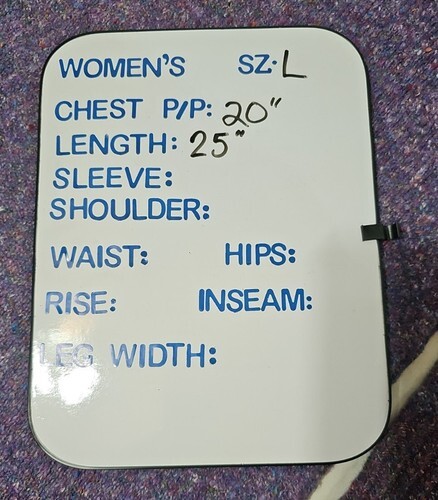 WOMEN'S SZ: L
CHEST P/P: 20"
LENGTH: 25"
SLEEVE:
SHOULDER:
WAIST: HIPS:
RISE: INSEAM:
LEG WIDTH: